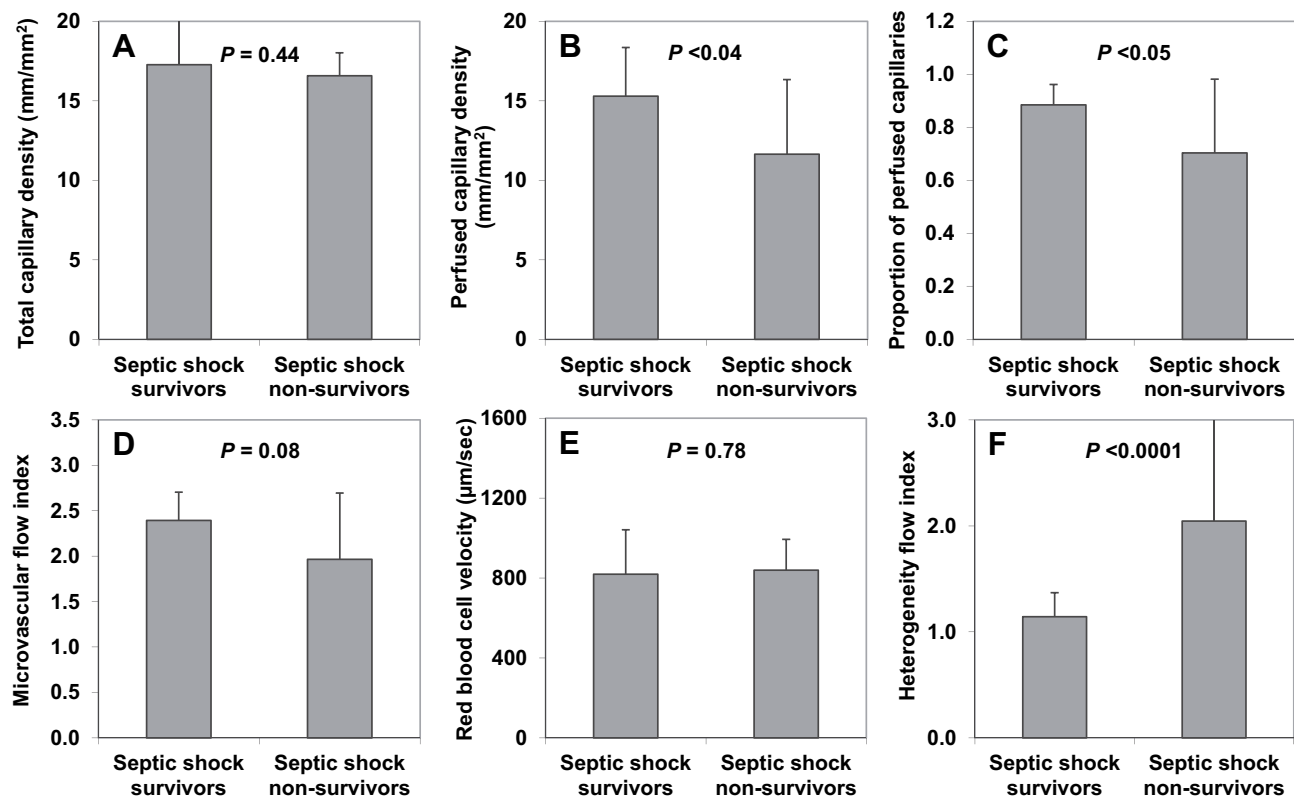 A
P = 0.44
Total capillary density (mm/mm²)
20
15
10
5
0
Septic shock
survivors
Septic shock
non-survivors
B
P <0.04
Perfused capillary density
(mm/mm²)
20
15
10
5
0
Septic shock
survivors
Septic shock
non-survivors
C
P <0.05
Proportion of perfused capillaries
1.2
1.0
0.8
0.6
0.4
0.2
0.0
Septic shock
survivors
Septic shock
non-survivors
D
P = 0.08
Microvascular flow index
3.5
3.0
2.5
2.0
1.5
1.0
0.5
0.0
Septic shock
survivors
Septic shock
non-survivors
E
P = 0.78
Red blood cell velocity (µm/sec)
1600
1200
800
400
0
Septic shock
survivors
Septic shock
non-survivors
F
P <0.0001
Heterogeneity flow index
3.0
2.0
1.0
0.0
Septic shock
survivors
Septic shock
non-survivors